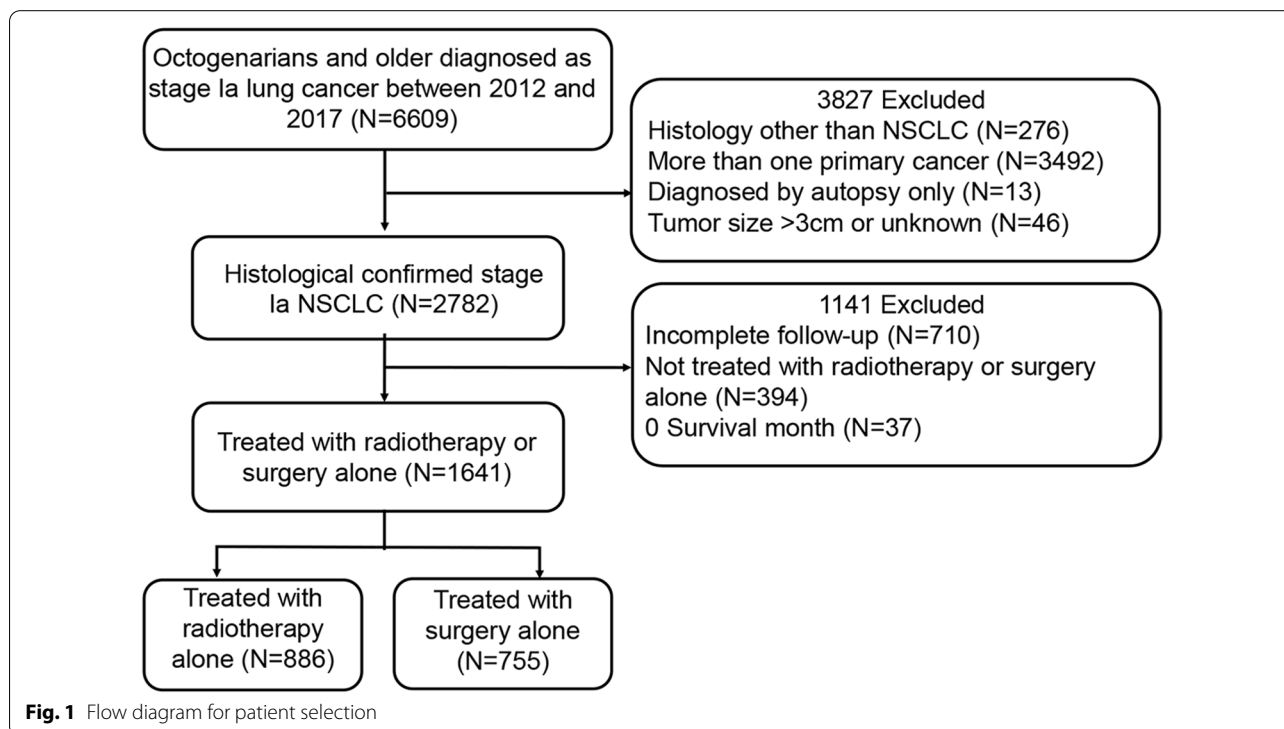 Octogenarians and older diagnosed as
stage Ia lung cancer between 2012 and
2017 (N=6609)
3827 Excluded
Histology other than NSCLC (N=276)
More than one primary cancer (N=3492)
Diagnosed by autopsy only (N=13)
Tumor size >3cm or unknown (N=46)
Histological confirmed stage
Ia NSCLC (N=2782)
1141 Excluded
Incomplete follow-up (N=710)
Not treated with radiotherapy or surgery
alone (N=394)
0 Survival month (N=37)
Treated with radiotherapy or
surgery alone (N=1641)
Treated with
radiotherapy
alone (N=886)
Treated with
surgery alone
(N=755)
Fig. 1 Flow diagram for patient selection